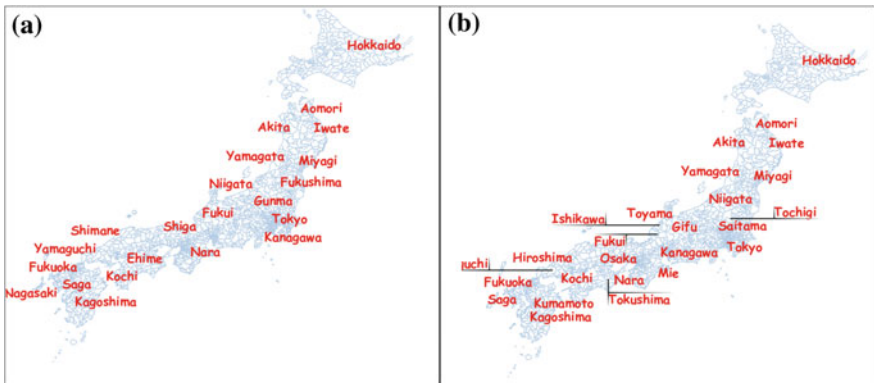 (a)
Hokkaido
Aomori
Akita
Iwate
Yamagata
Miyagi
Niigata
Fukushima
Gunma
Fukui
Tokyo
Shimane
Shiga
Kanagawa
Yamaguchi
Nara
Ehime
Fukuoka
Kochi
Saga
Nagasaki
Kagoshima
(b)
Hokkaido
Aomori
Akita
Iwate
Yamagata
Miyagi
Niigata
Tochigi
Toyama
Ishikawa
Gifu
Saitama
Fukui
Tokyo
Kanagawa
Hiroshima
Osaka
uchi
Mie
Kochi
Nara
Fukuoka
Saga
Kumamoto
Tokushima
Kagoshima